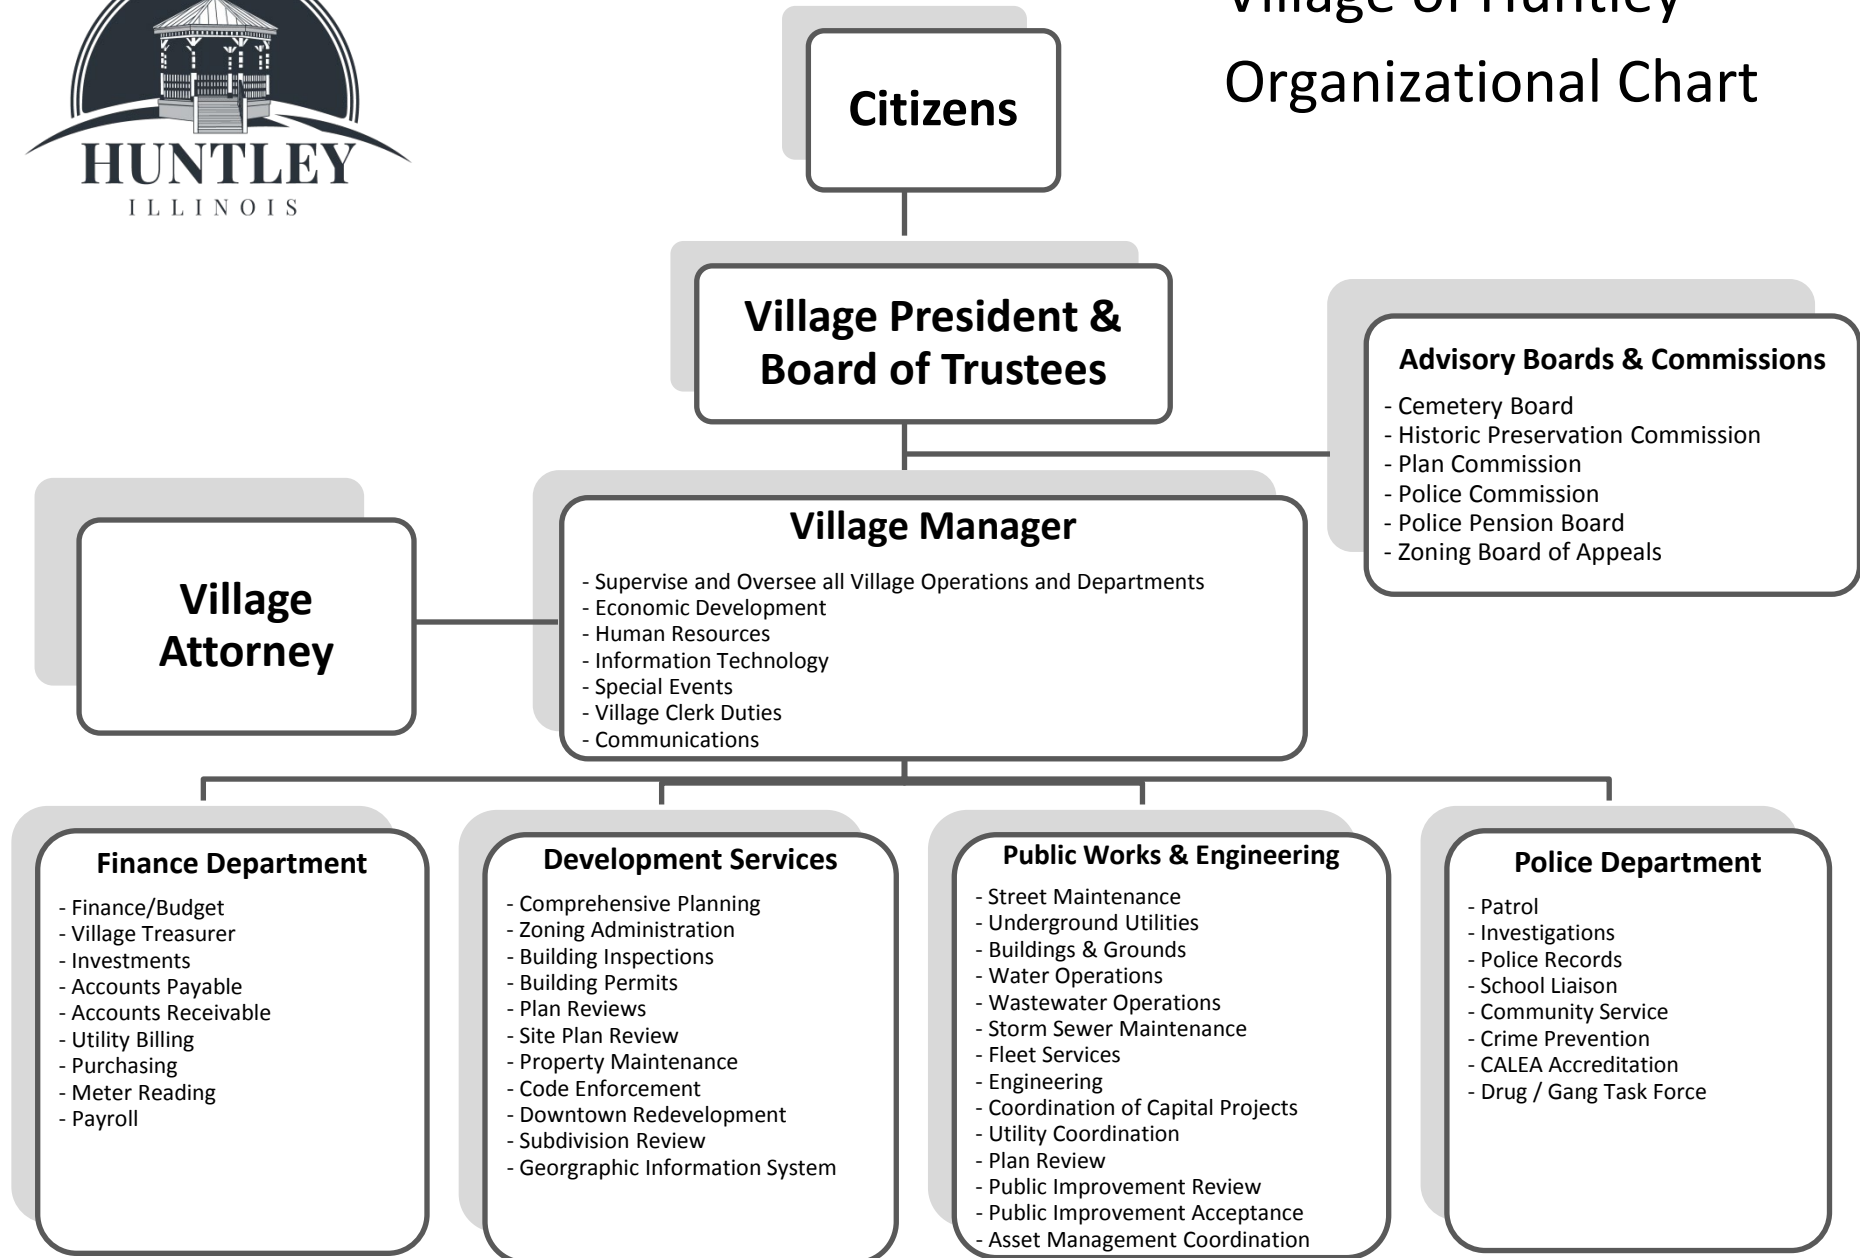 Village of Huntley
Organizational Chart
HUNTLEY
ILLINOIS
Citizens
Village President &
Board of Trustees
Advisory Boards & Commissions
- Cemetery Board
- Historic Preservation Commission
- Plan Commission
- Police Commission
- Police Pension Board
- Zoning Board of Appeals
Village
Attorney
Village Manager
- Supervise and Oversee all Village Operations and Departments
- Economic Development
- Human Resources
- Information Technology
- Special Events
- Village Clerk Duties
- Communications
Finance Department
- Finance/Budget
- Village Treasurer
- Investments
- Accounts Payable
- Accounts Receivable
- Utility Billing
- Purchasing
- Meter Reading
- Payroll
Development Services
- Comprehensive Planning
- Zoning Administration
- Building Inspections
- Building Permits
- Plan Reviews
- Site Plan Review
- Property Maintenance
- Code Enforcement
- Downtown Redevelopment
- Subdivision Review
- Georgraphic Information System
Public Works & Engineering
- Street Maintenance
- Underground Utilities
- Buildings & Grounds
- Water Operations
- Wastewater Operations
- Storm Sewer Maintenance
- Fleet Services
- Engineering
- Coordination of Capital Projects
- Utility Coordination
- Plan Review
- Public Improvement Review
- Public Improvement Acceptance
- Asset Management Coordination
Police Department
- Patrol
- Investigations
- Police Records
- School Liaison
- Community Service
- Crime Prevention
- CALEA Accreditation
- Drug / Gang Task Force